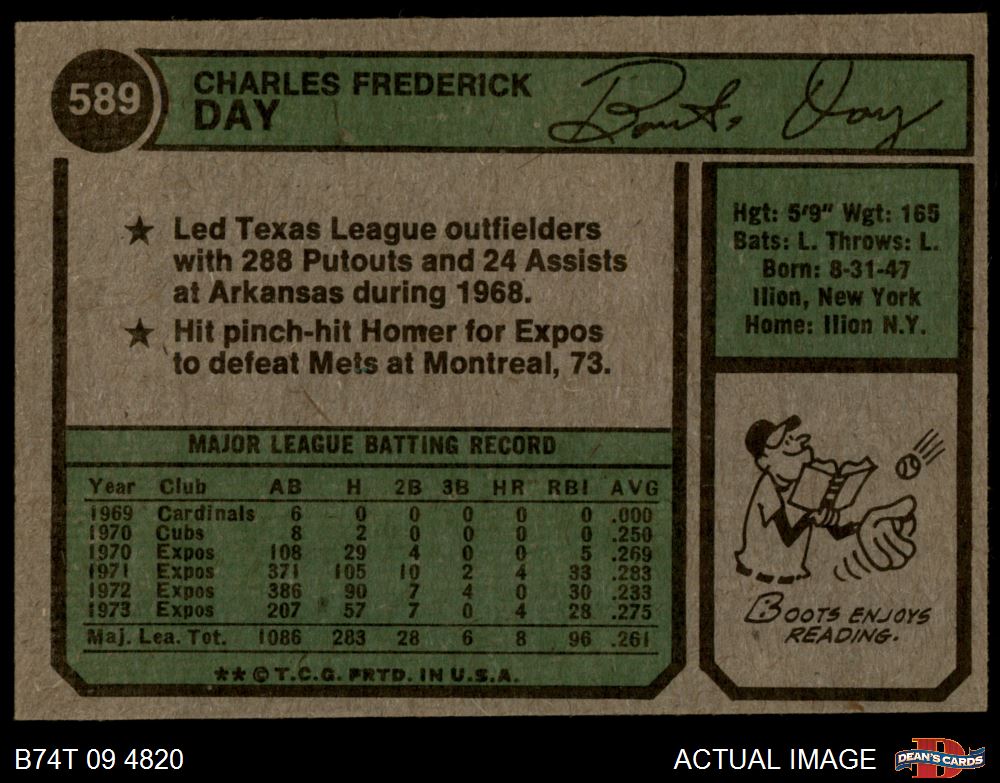 589
CHARLES FREDERICK
DAY
Boots Day
★ Led Texas League outfielders
with 288 Putouts and 24 Assists
at Arkansas during 1968.
★ Hit pinch-hit Homer for Expos
to defeat Mets at Montreal, 73.
Hgt: 5'9" Wgt: 165
Bats: L. Throws: L.
Born: 8-31-47
Ilion, New York
Home: Ilion N.Y.
MAJOR LEAGUE BATTING RECORD
Year Club AB H 2B 3B HR RBI AVG
1969 Cardinals 6 0 0 0 0 0 .000
1970 Cubs 8 2 0 0 0 0 .250
1970 Expos 108 29 4 0 0 5 .269
1971 Expos 371 105 10 2 4 33 .283
1972 Expos 386 90 7 4 0 30 .233
1973 Expos 207 57 7 0 4 28 .275
Maj. Lea. Tot. 1086 283 28 6 8 96 .261
** © T.C.G. PRTD. IN U.S.A.
BOOTS ENJOYS
READING.
B74T 09 4820
ACTUAL IMAGE
D
DEAN'S CARDS